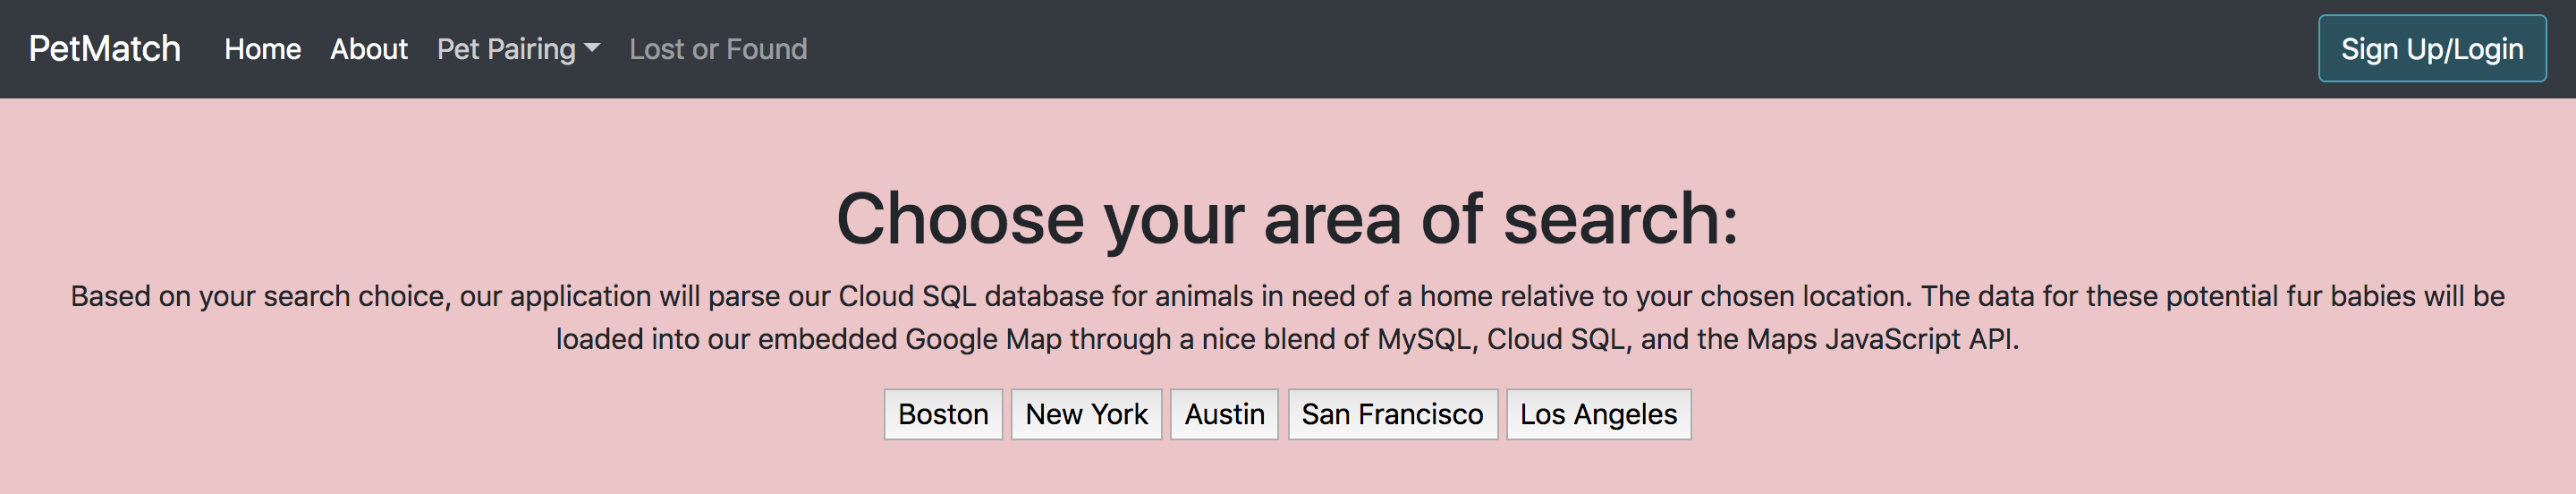 PetMatch Home About Pet Pairing Lost or Found Sign Up/Login
Choose your area of search:
Based on your search choice, our application will parse our Cloud SQL database for animals in need of a home relative to your chosen location. The data for these potential fur babies will be
loaded into our embedded Google Map through a nice blend of MySQL, Cloud SQL, and the Maps JavaScript API.
Boston New York Austin San Francisco Los Angeles